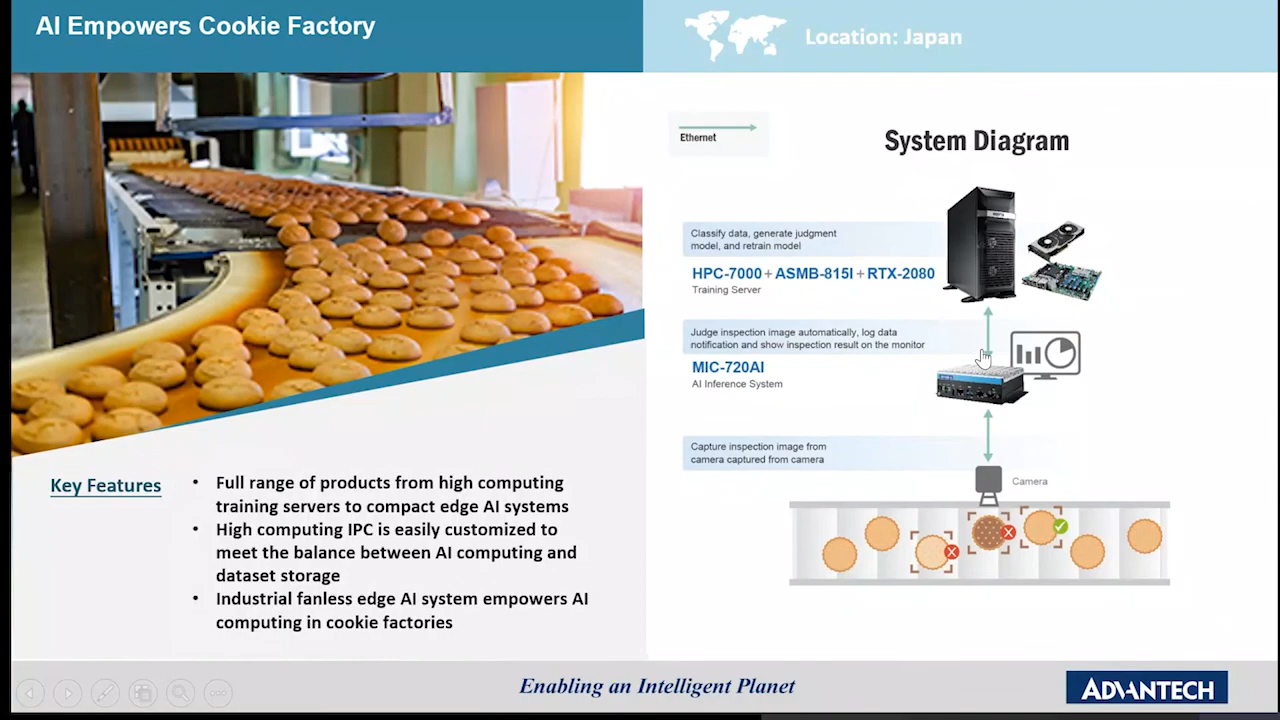 AI Empowers Cookie Factory
Location: Japan
Ethernet
System Diagram
Classify data, generate judgment
model, and retrain model
HPC-7000 + ASMB-815I + RTX-2080
Training Server
Judge inspection image automatically, log data
notification and show inspection result on the monitor
MIC-720AI
AI Inference System
Capture inspection image from
camera captured from camera
Camera
Key Features
• Full range of products from high computing
training servers to compact edge AI systems
• High computing IPC is easily customized to
meet the balance between AI computing and
dataset storage
• Industrial fanless edge AI system empowers AI
computing in cookie factories
Enabling an Intelligent Planet
ADVANTECH